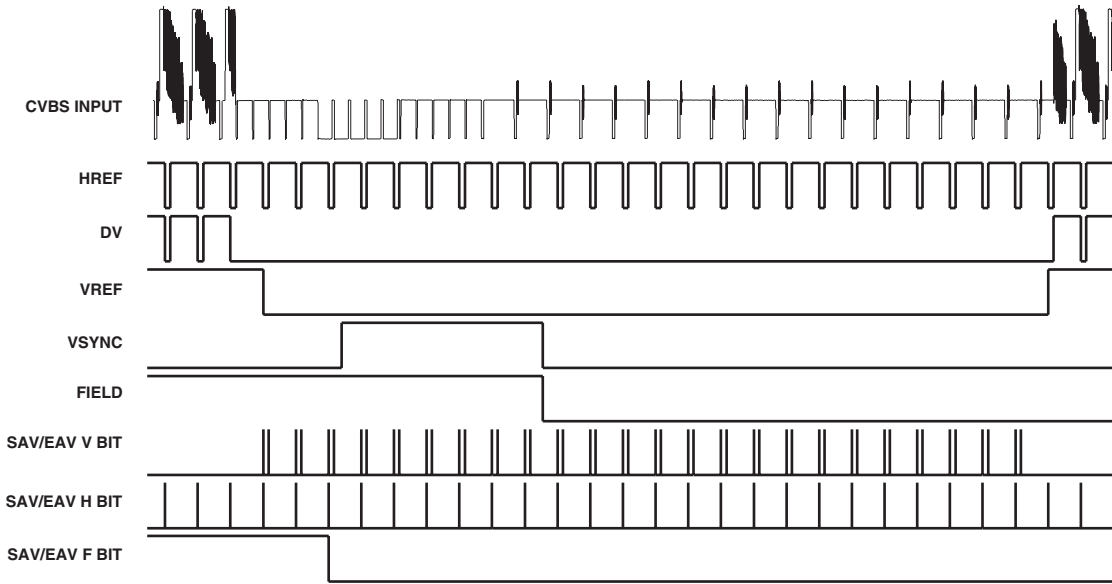 CVBS INPUT
HREF
DV
VREF
VSYNC
FIELD
SAV/EAV V BIT
SAV/EAV H BIT
SAV/EAV F BIT